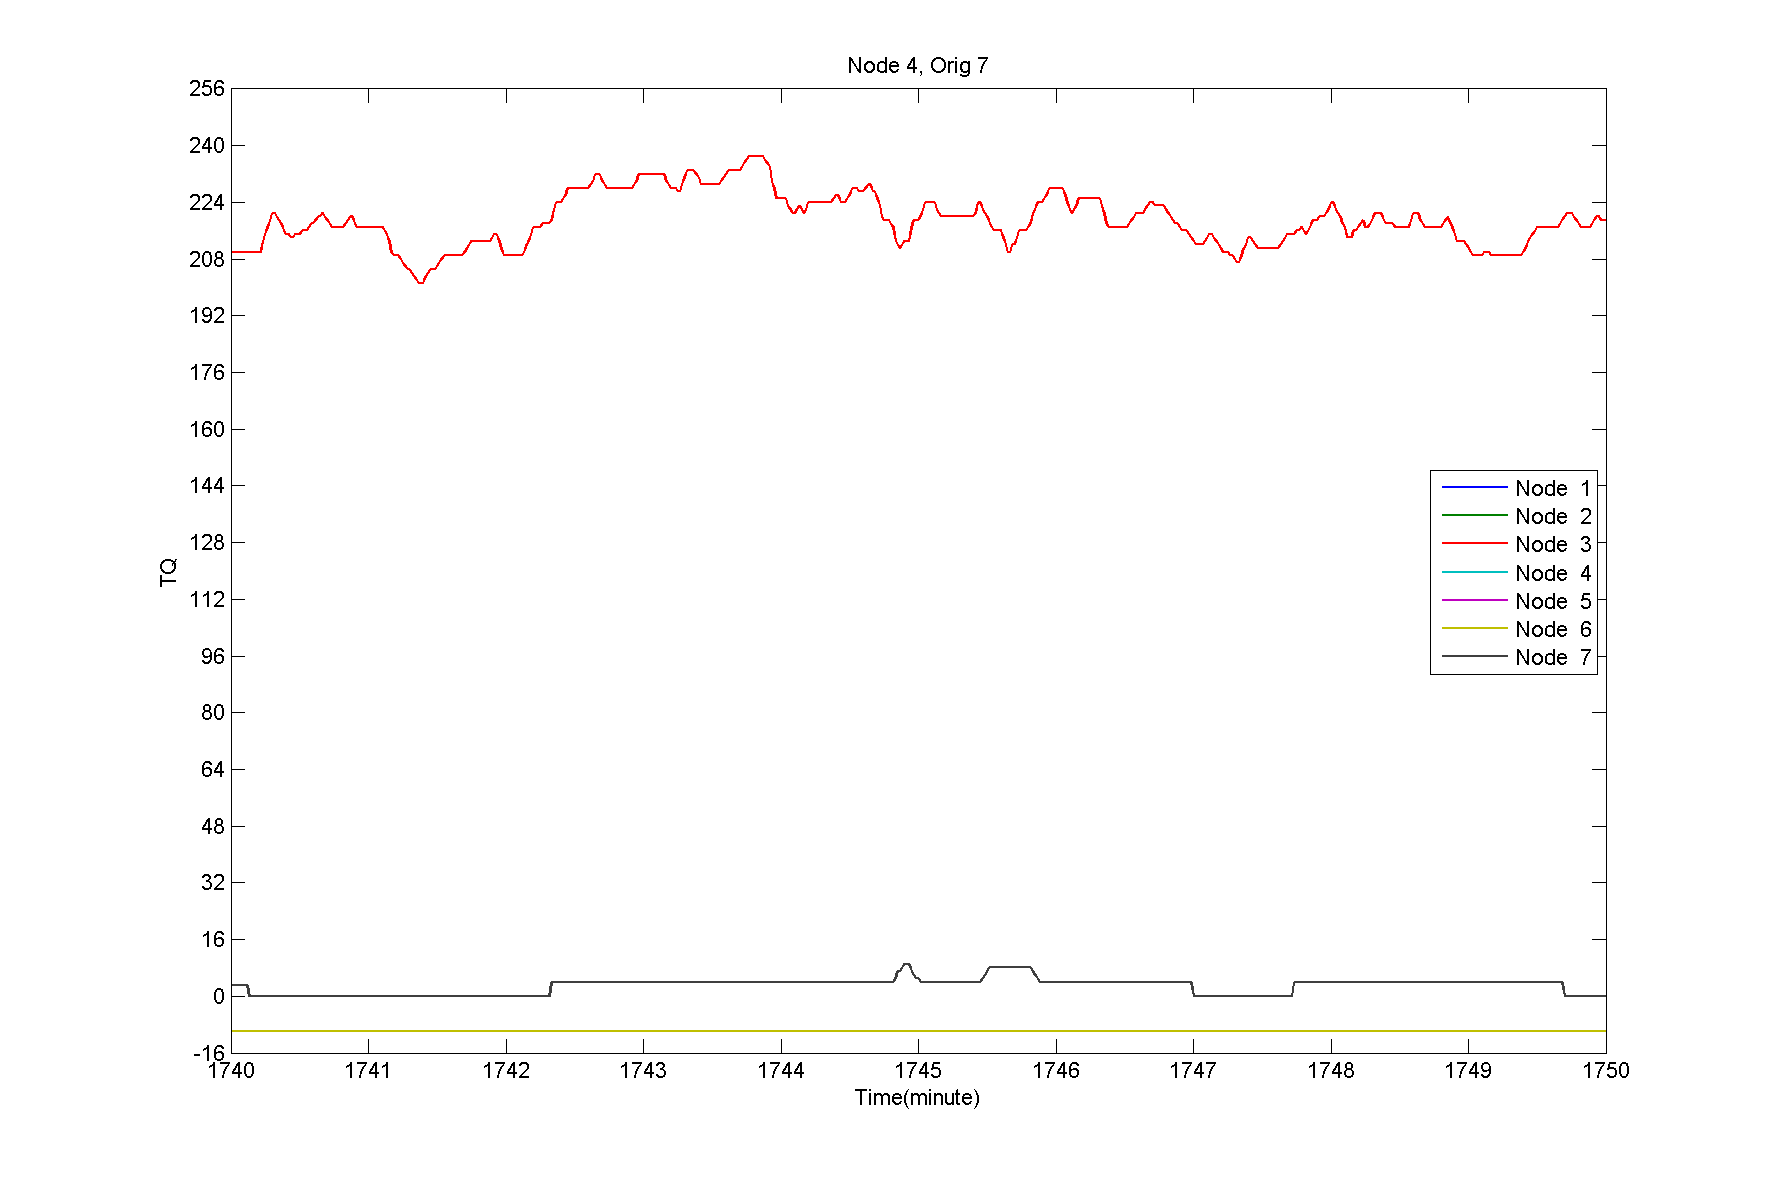 Node 4, Orig 7
256
240
224
208
192
176
160
144
128
112
96
80
64
48
32
16
0
-16
TQ
Node 1
Node 2
Node 3
Node 4
Node 5
Node 6
Node 7
1740 1741 1742 1743 1744 1745 1746 1747 1748 1749 1750
Time(minute)